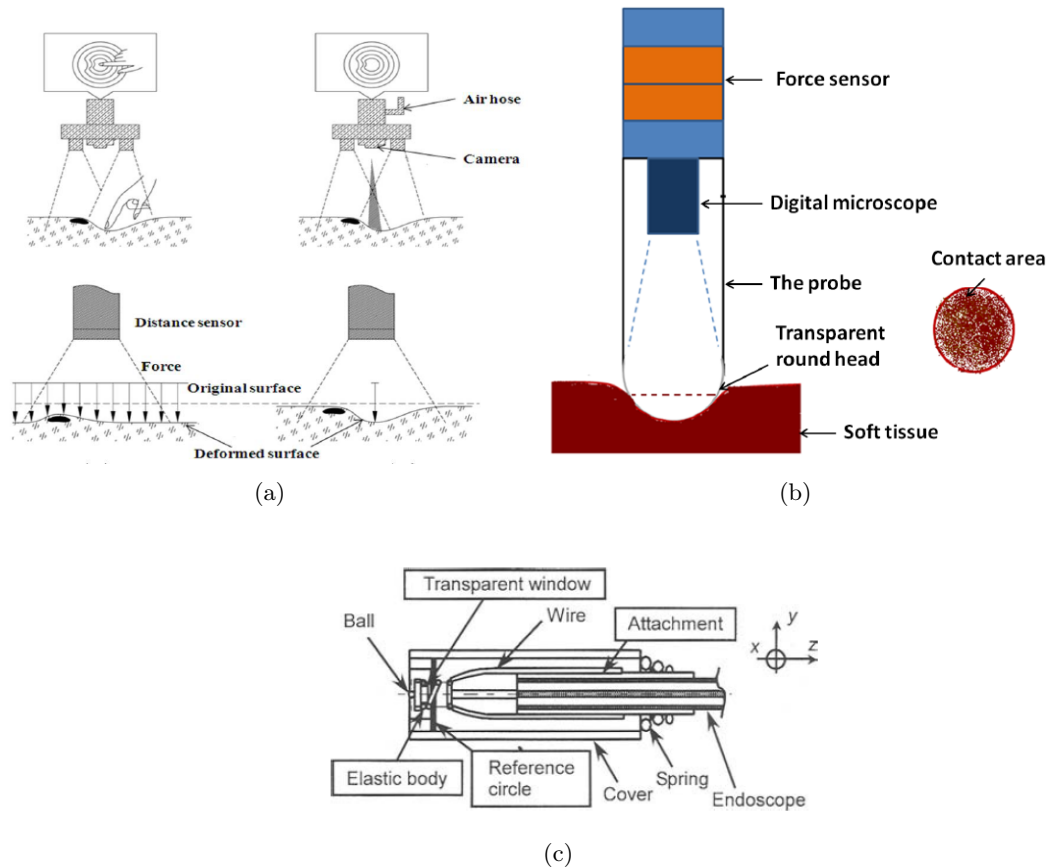 Air hose
Camera
Distance sensor
Force
Original surface
Deformed surface
(a)
Force sensor
Digital microscope
The probe
Contact area
Transparent
round head
Soft tissue
(b)
Transparent window
Ball
Wire
Attachment
y
x
z
Elastic body
Reference
circle
Cover
Spring
Endoscope
(c)